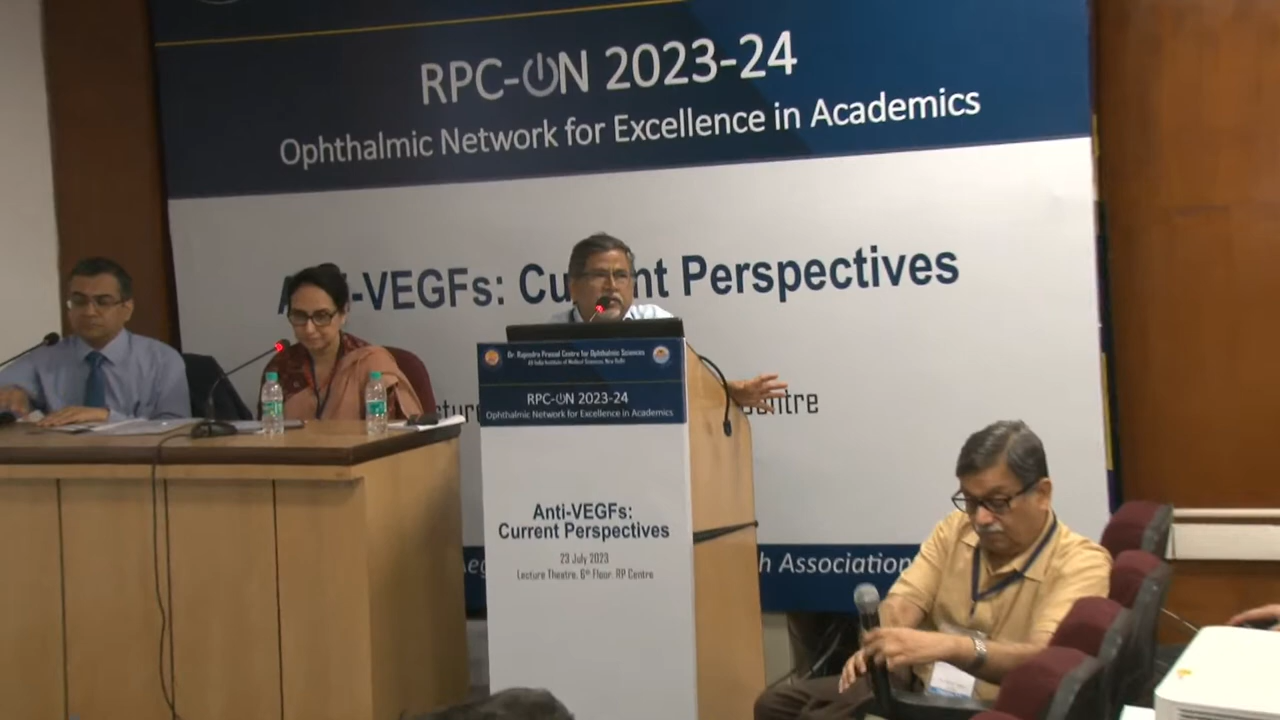 RPC-ON 2023-24
Ophthalmic Network for Excellence in Academics
-VEGFs: Cu nt Perspectives
Centre
h Association
Dr. Rajendra Prasad Centre for Ophthalmic Sciences
All India Institute of Medical Sciences, New Delhi
RPC-ON 2023-24
Ophthalmic Network for Excellence in Academics
Anti-VEGFs:
Current Perspectives
23 July 2023
Lecture Theatre, 6th Floor, RP Centre